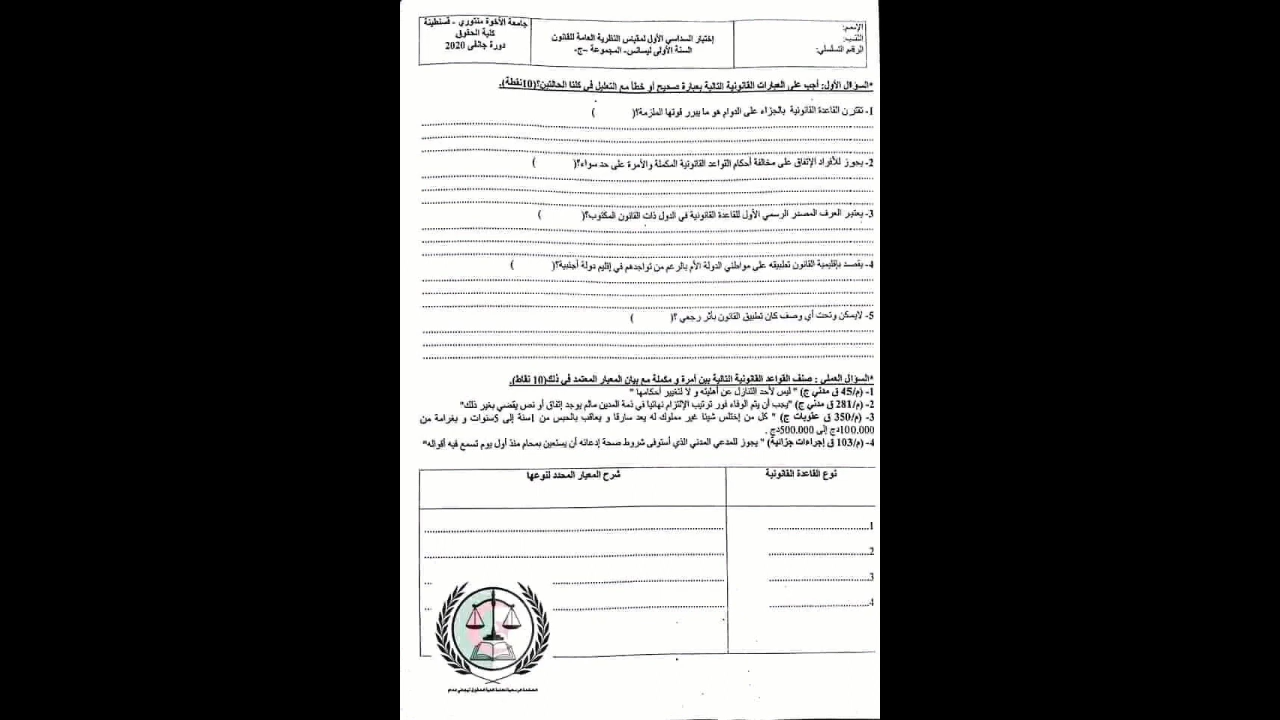 جامعة الأخوة منتوري - قسنطينة
كلية الحقوق
دورة جانفي 2020
إختبار السداسي الأول لمقياس النظرية العامة للقانون
السنة الأولى ليسانس- المجموعة -ج-
الإسم:
اللقب:
الرقم التسلسلي:
*السؤال الأول: أجب على العبارات القانونية التالية بعبارة صحيح أو خطأ مع التعليل في كلتا الحالتين؟(10نقطة).
1- تقترن القاعدة القانونية بالجزاء على الدوام هو ما يبرر قوتها الملزمة؟( )
2- يجوز للأفراد الإتفاق على مخالفة أحكام القواعد القانونية المكملة والأمرة على حد سواء؟( )
3- يعتبر العرف المصدر الرسمي الأول للقاعدة القانونية في الدول ذات القانون المكتوب؟( )
4- يقصد بإقليمية القانون تطبيقه على مواطني الدولة الأم بالرغم من تواجدهم في إقليم دولة أجنبية؟( )
5- لايمكن وتحت أي وصف كان تطبيق القانون بأثر رجعي ؟( )
*السؤال العملي : صنف القواعد القانونية التالية بين أمرة و مكملة مع بيان المعيار المعتمد في ذلك(10 نقاط).
1- (م/45 ق مدني ج) " ليس لأحد التنازل عن أهليته و لا لتغيير أحكامها "
2- (م/281 ق مدني ج) "يجب أن يتم الوفاء فور ترتيب الإلتزام نهائيا في ذمة المدين مالم يوجد إتفاق أو نص يقضي بغير ذلك"
3- (م/350 ق عقوبات ج) " كل من إختلس شيئا غير مملوك له يعد سارقا و يعاقب بالحبس من 1سنة إلى 5سنوات و بغرامة من
100.000دج إلى 500.000دج .
4- (م/103 ق إجراءات جزائية) " يجوز للمدعي المدني الذي أستوفى شروط صحة إدعائه أن يستعين بمحام منذ أول يوم تسمع فيه أقواله"
نوع القاعدة القانونية
شرح المعيار المحدد لنوعها
1
2
3
4